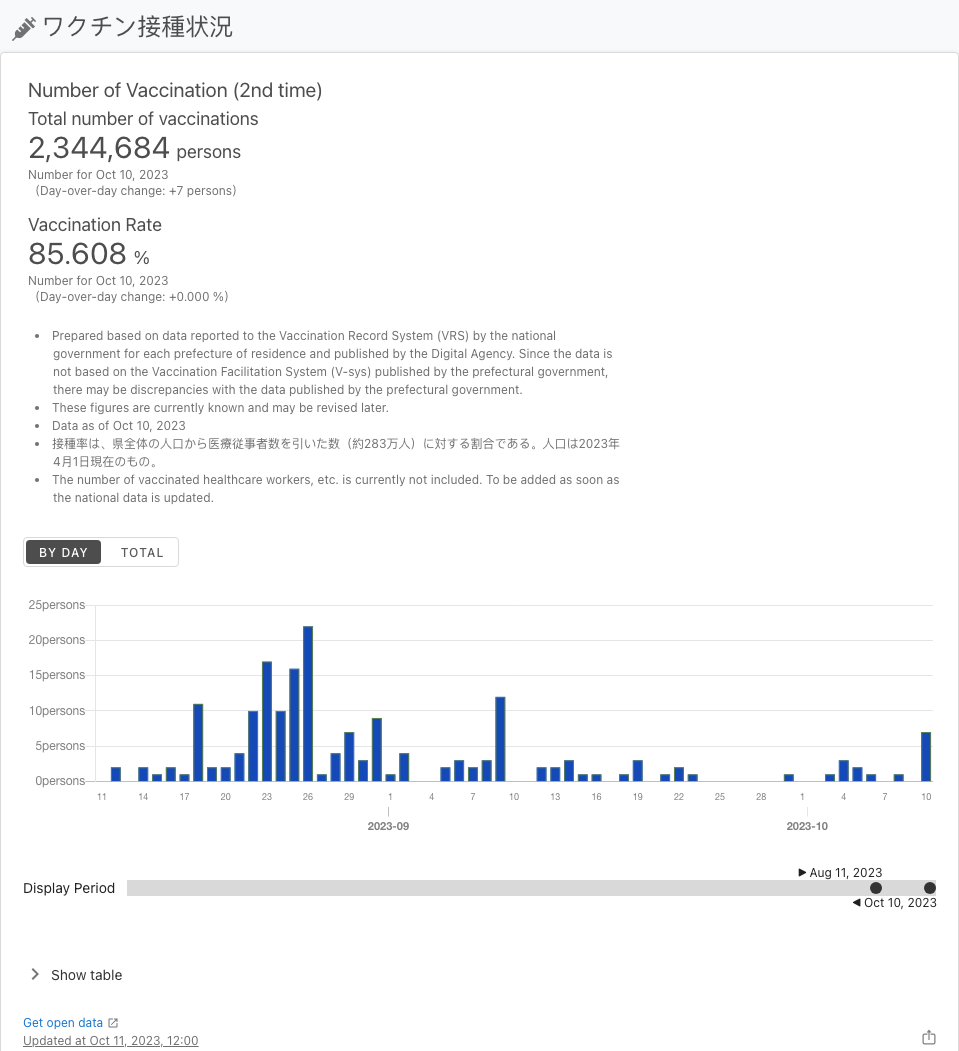 ワクチン接種状況
Number of Vaccination (2nd time)
Total number of vaccinations
2,344,684 persons
Number for Oct 10, 2023
(Day-over-day change: +7 persons)
Vaccination Rate
85.608 %
Number for Oct 10, 2023
(Day-over-day change: +0.000 %)
• Prepared based on data reported to the Vaccination Record System (VRS) by the national
government for each prefecture of residence and published by the Digital Agency. Since the data is
not based on the Vaccination Facilitation System (V-sys) published by the prefectural government,
there may be discrepancies with the data published by the prefectural government.
• These figures are currently known and may be revised later.
• Data as of Oct 10, 2023
• 接種率は、県全体の人口から医療従事者数を引いた数（約283万人）に対する割合である。人口は2023年
4月1日現在のもの。
• The number of vaccinated healthcare workers, etc. is currently not included. To be added as soon as
the national data is updated.
BY DAY TOTAL
25persons
20persons
15persons
10persons
5persons
0persons
11 14 17 20 23 26 29 1 4 7 10 13 16 19 22 25 28 1 4 7 10
2023-09 2023-10
Aug 11, 2023
Display Period
Oct 10, 2023
Show table
Get open data
Updated at Oct 11, 2023, 12:00